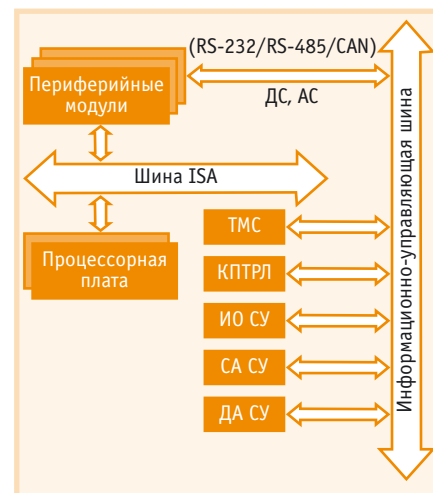 (RS-232/RS-485/CAN)
Периферийные
модули
ДС, АС
Шина ISA
Процессорная
плата
ТМС
КПТРЛ
ИО СУ
СА СУ
ДА СУ
Информационно-управляющая шина